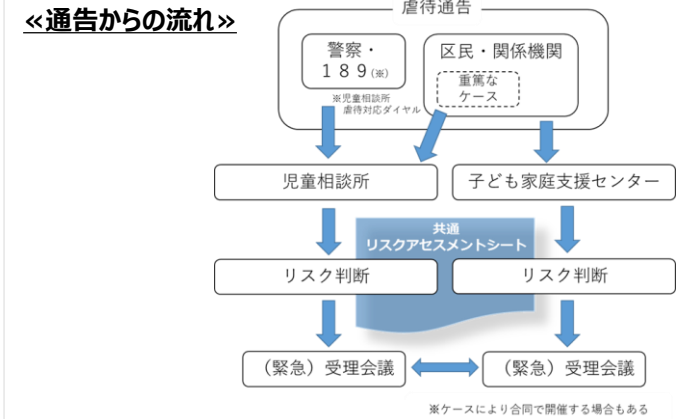 ≪通告からの流れ≫
虐待通告
警察・
１８９(※)
※児童相談所
虐待対応ダイヤル
区民・関係機関
重篤な
ケース
児童相談所
子ども家庭支援センター
共通
リスクアセスメントシート
リスク判断
リスク判断
（緊急）受理会議
（緊急）受理会議
※ケースにより合同で開催する場合もある